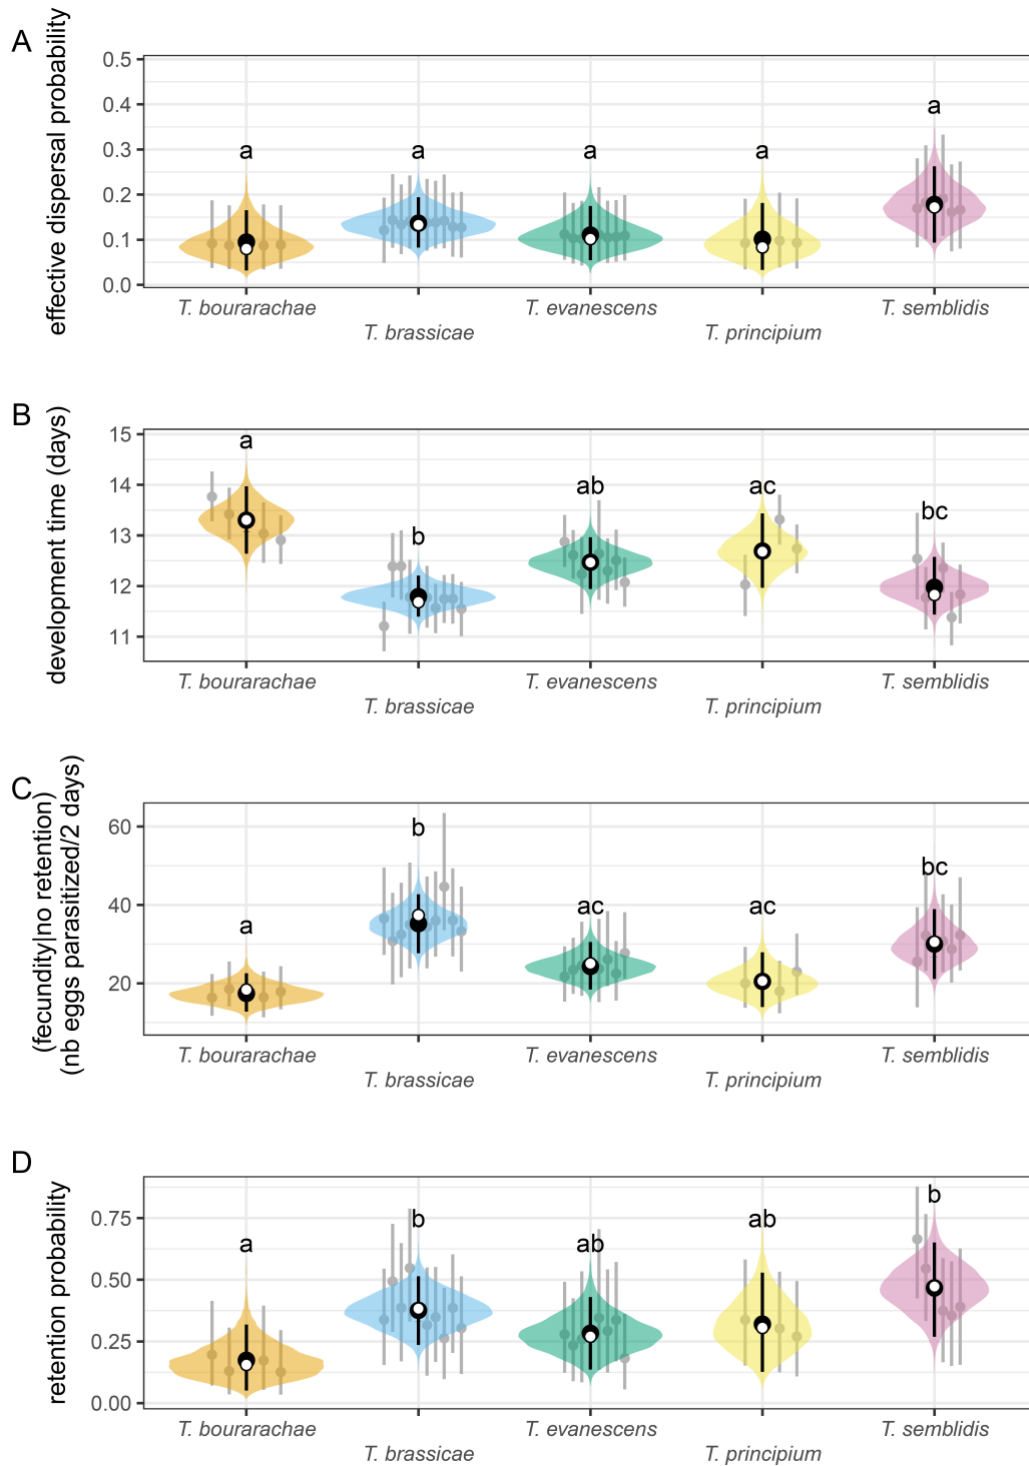 A
effective dispersal probability
0.5
0.4
0.3
0.2
0.1
0.0
a a a a a
T. bourarachae T. evanescens T. semblidis
T. brassicae T. principium
B
development time (days)
15
14
13
12
11
a b ab ac bc
T. bourarachae T. evanescens T. semblidis
T. brassicae T. principium
C
(fecundity|no retention)
(nb eggs parasitized/2 days)
60
40
20
a b ac ac bc
T. bourarachae T. evanescens T. semblidis
T. brassicae T. principium
D
retention probability
0.75
0.50
0.25
0.00
a b ab ab b
T. bourarachae T. evanescens T. semblidis
T. brassicae T. principium